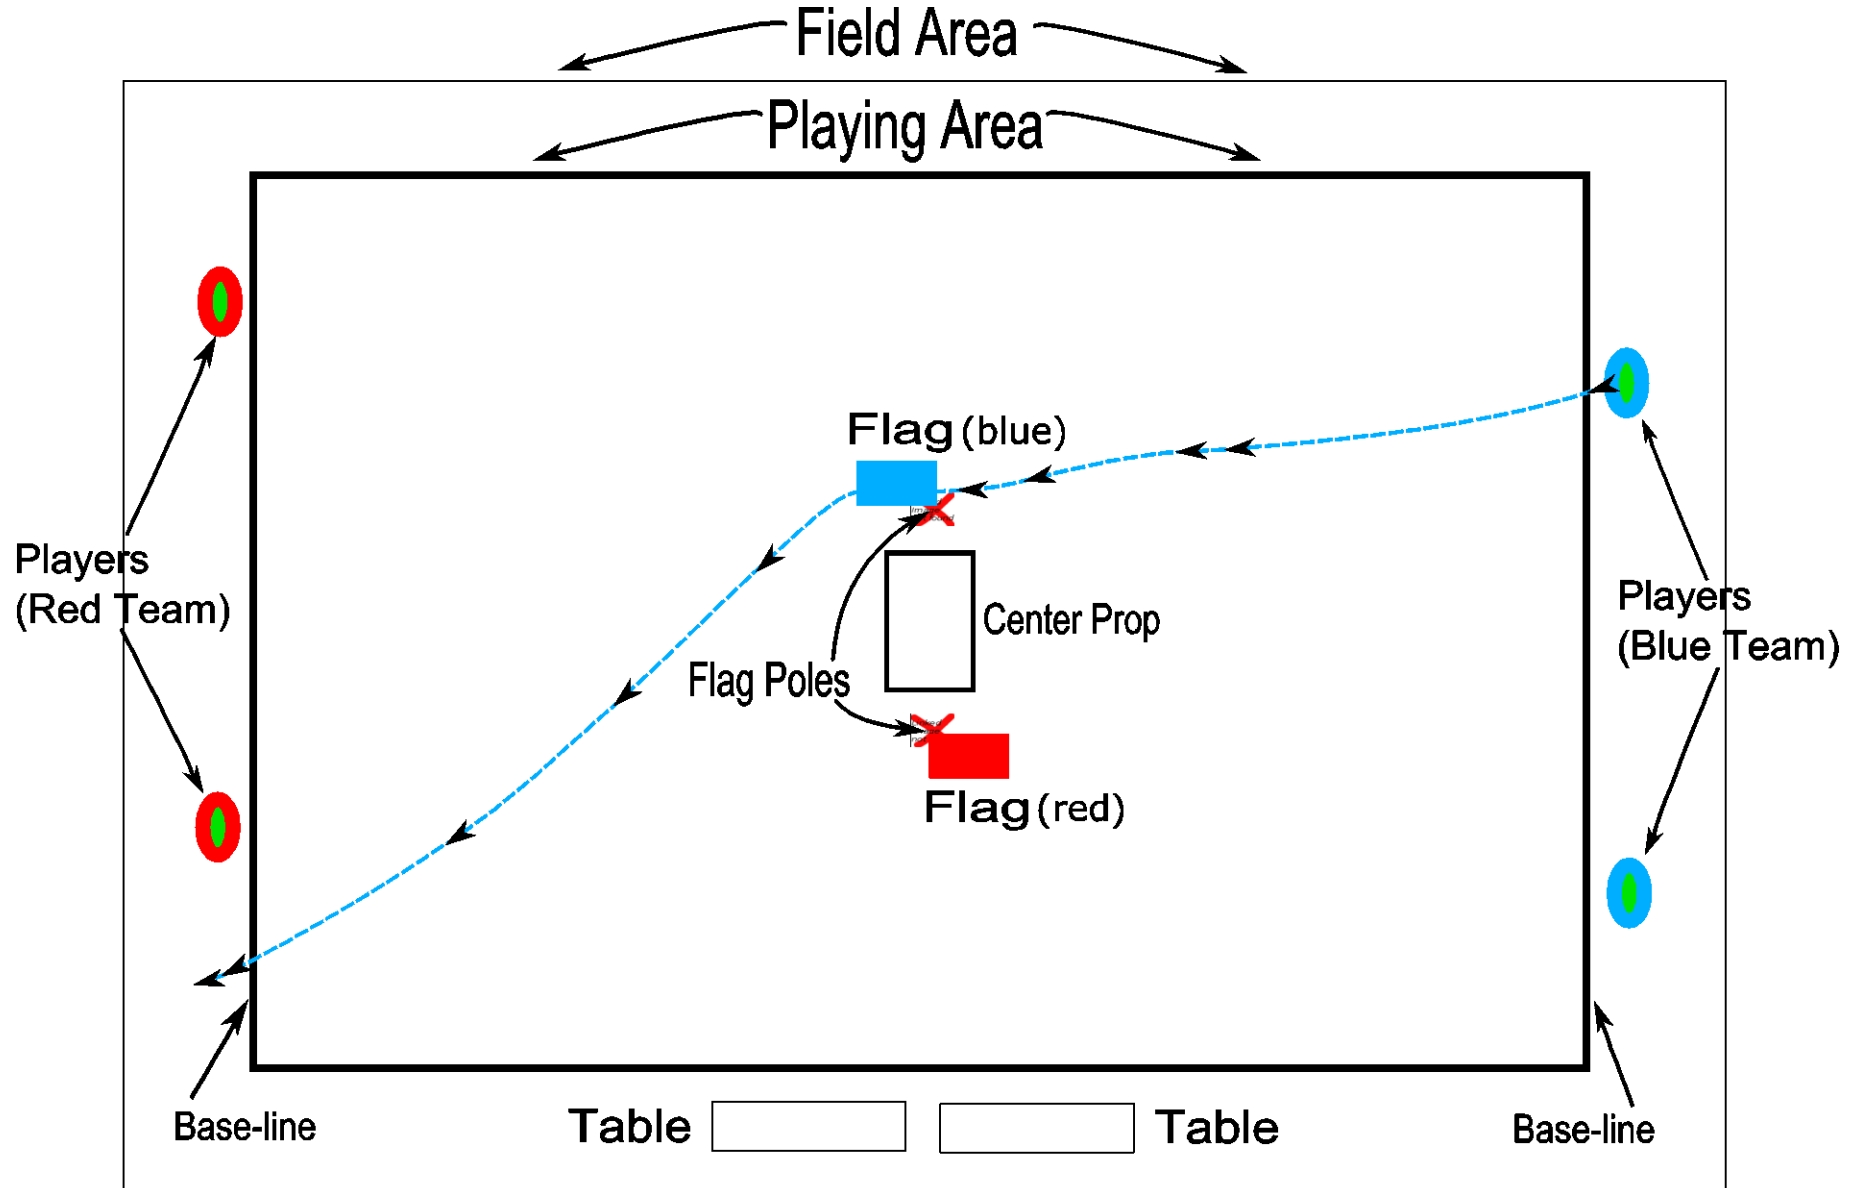 Field Area
Playing Area
Flag (blue)
Players
(Red Team)
Center Prop
Players
(Blue Team)
Flag Poles
Flag (red)
Base-line
Table
Table
Base-line